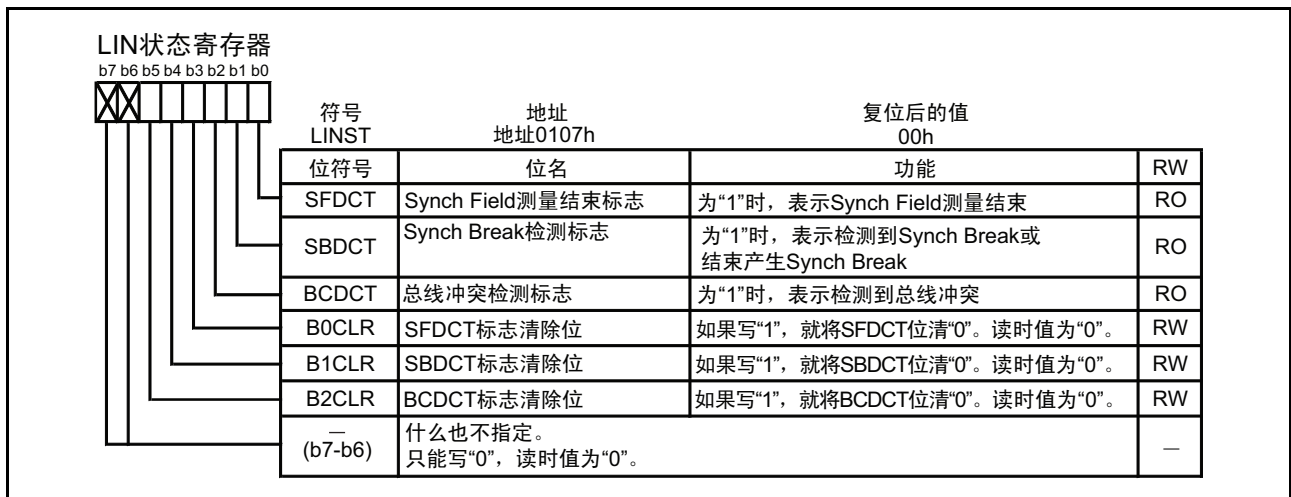 LIN状态寄存器
b7 b6 b5 b4 b3 b2 b1 b0
符号 地址 复位后的值
LINST 地址0107h 00h
位符号 位名 功能 RW
SFDCT Synch Field测量结束标志 为“1”时，表示Synch Field测量结束 RO
SBDCT Synch Break检测标志 为“1”时，表示检测到Synch Break或
结束产生Synch Break RO
BCDCT 总线冲突检测标志 为“1”时，表示检测到总线冲突 RO
B0CLR SFDCT标志清除位 如果写“1”，就将SFDCT位清“0”。读时值为“0”。 RW
B1CLR SBDCT标志清除位 如果写“1”，就将SBDCT位清“0”。读时值为“0”。 RW
B2CLR BCDCT标志清除位 如果写“1”，就将BCDCT位清“0”。读时值为“0”。 RW
— 什么也不指定。
(b7-b6) 只能写“0”，读时值为“0”。 —